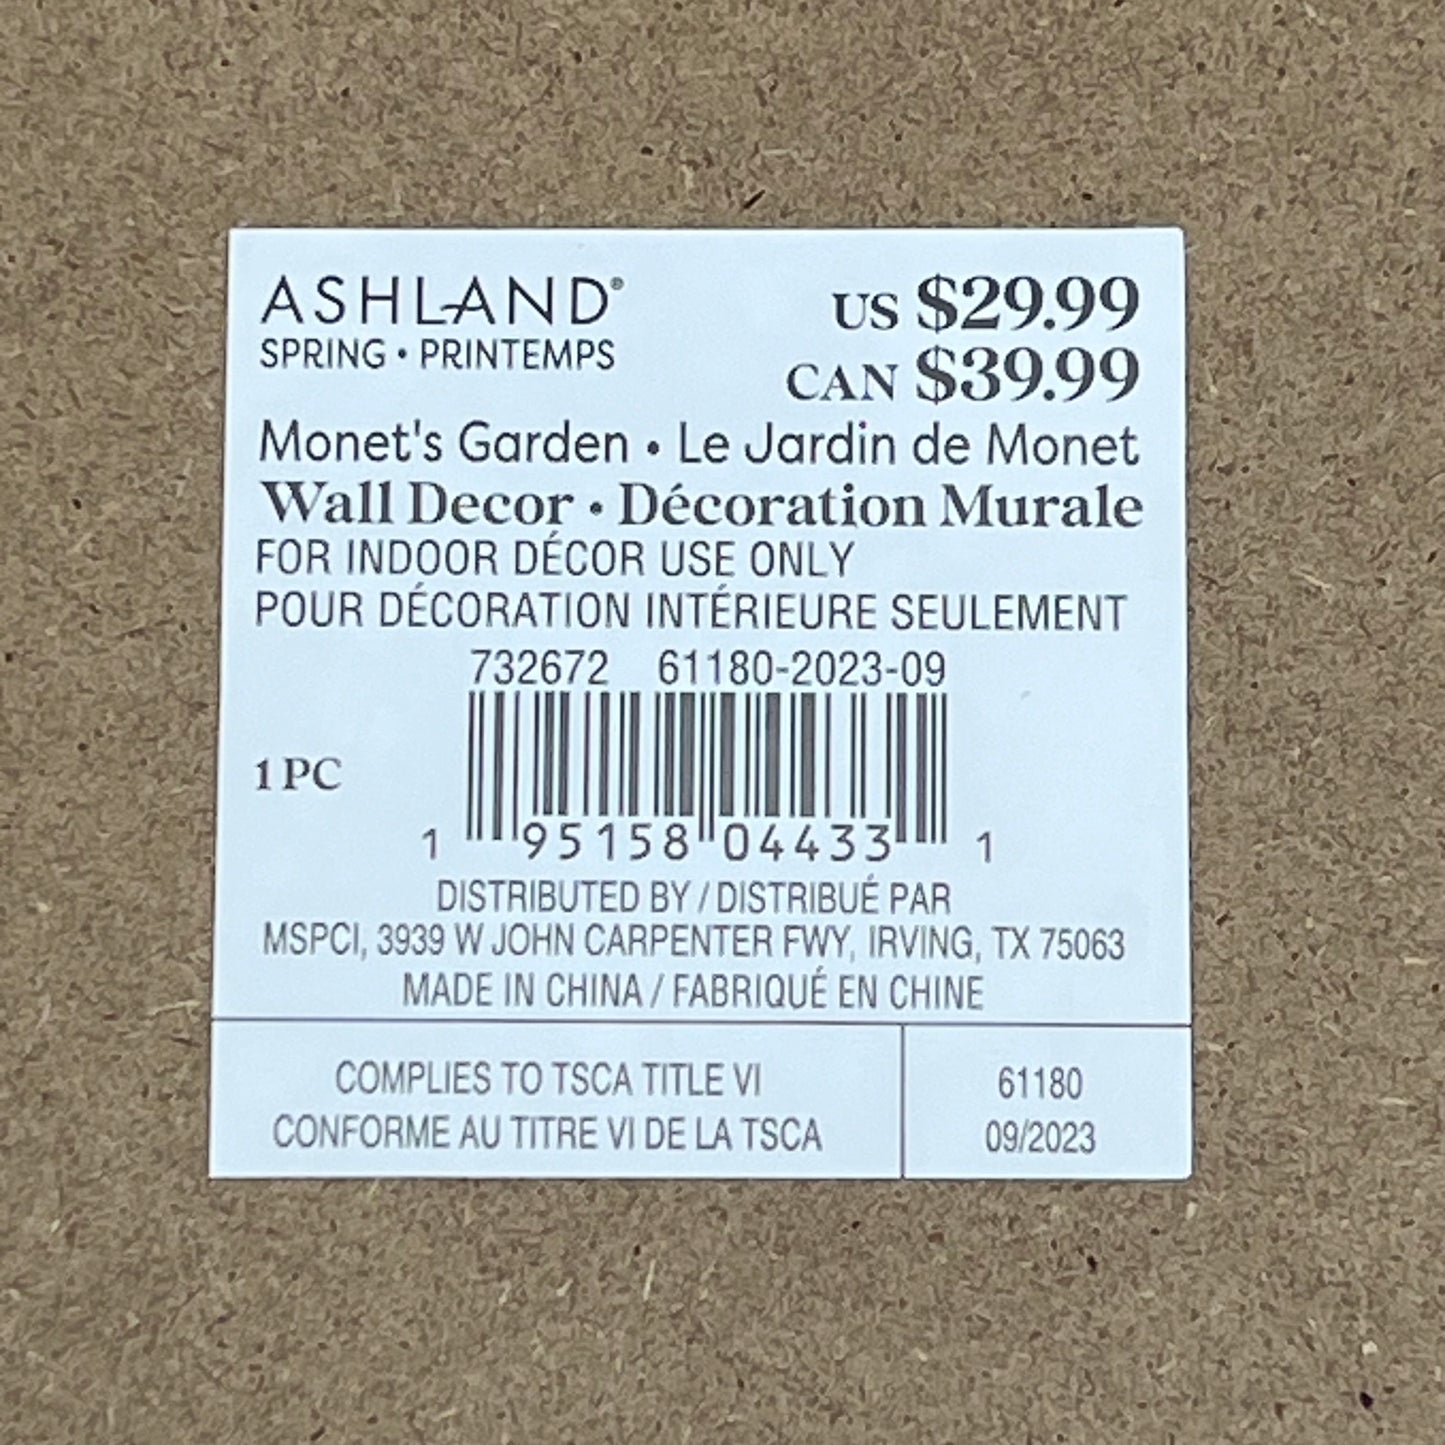 ASHLAND®
SPRING • PRINTEMPS
US $29.99
CAN $39.99
Monet's Garden • Le Jardin de Monet
Wall Decor • Décoration Murale
FOR INDOOR DÉCOR USE ONLY
POUR DÉCORATION INTÉRIEURE SEULEMENT
732672 61180-2023-09
1 PC
1 95158 04433 1
DISTRIBUTED BY / DISTRIBUÉ PAR
MSPCI, 3939 W JOHN CARPENTER FWY, IRVING, TX 75063
MADE IN CHINA / FABRIQUÉ EN CHINE
COMPLIES TO TSCA TITLE VI
CONFORME AU TITRE VI DE LA TSCA
61180
09/2023